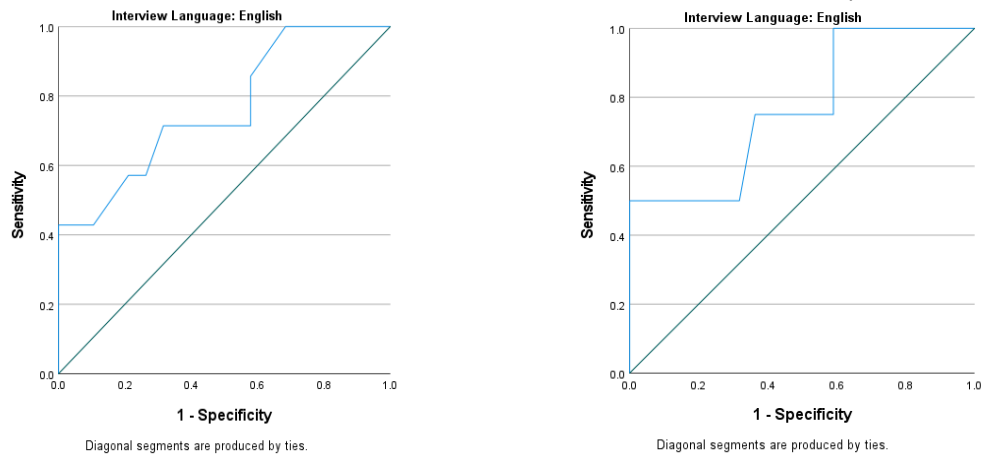 Interview Language: English
1.0
0.8
0.6
0.4
0.2
0.0
Sensitivity
0.0 0.2 0.4 0.6 0.8 1.0
1 - Specificity
Diagonal segments are produced by ties.
Interview Language: English
1.0
0.8
0.6
0.4
0.2
0.0
Sensitivity
0.0 0.2 0.4 0.6 0.8 1.0
1 - Specificity
Diagonal segments are produced by ties.